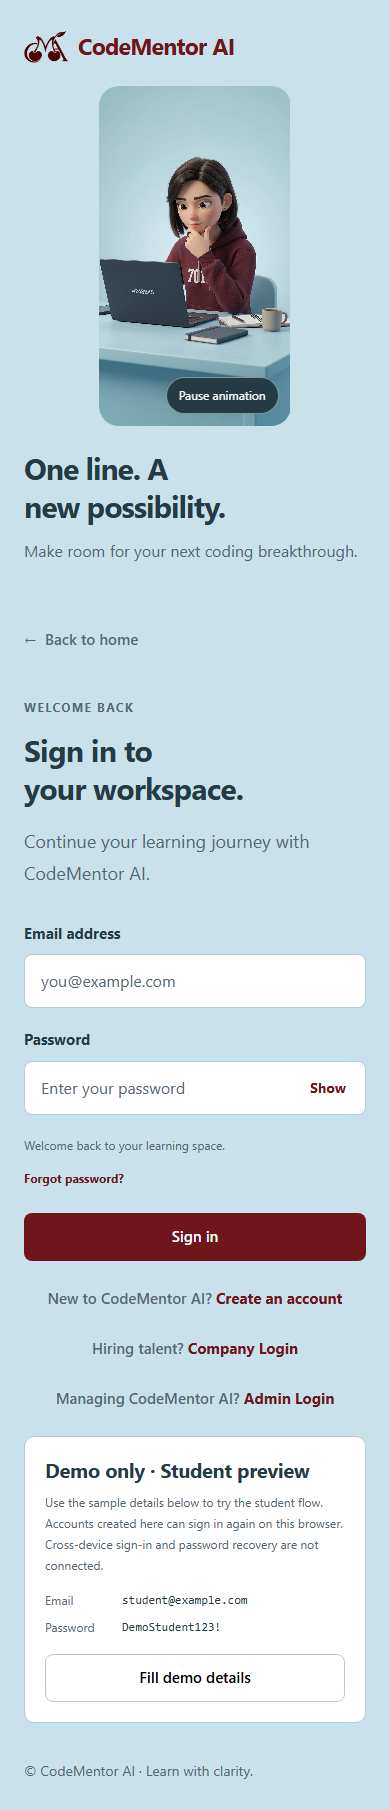 CodeMentor AI
Pause animation
One line. A
new possibility.
Make room for your next coding breakthrough.
← Back to home
WELCOME BACK
Sign in to
your workspace.
Continue your learning journey with
CodeMentor AI.
Email address
you@example.com
Password
Enter your password
Show
Welcome back to your learning space.
Forgot password?
Sign in
New to CodeMentor AI? Create an account
Hiring talent? Company Login
Managing CodeMentor AI? Admin Login
Demo only · Student preview
Use the sample details below to try the student flow.
Accounts created here can sign in again on this browser.
Cross-device sign-in and password recovery are not
connected.
Email student@example.com
Password DemoStudent123!
Fill demo details
© CodeMentor AI · Learn with clarity.